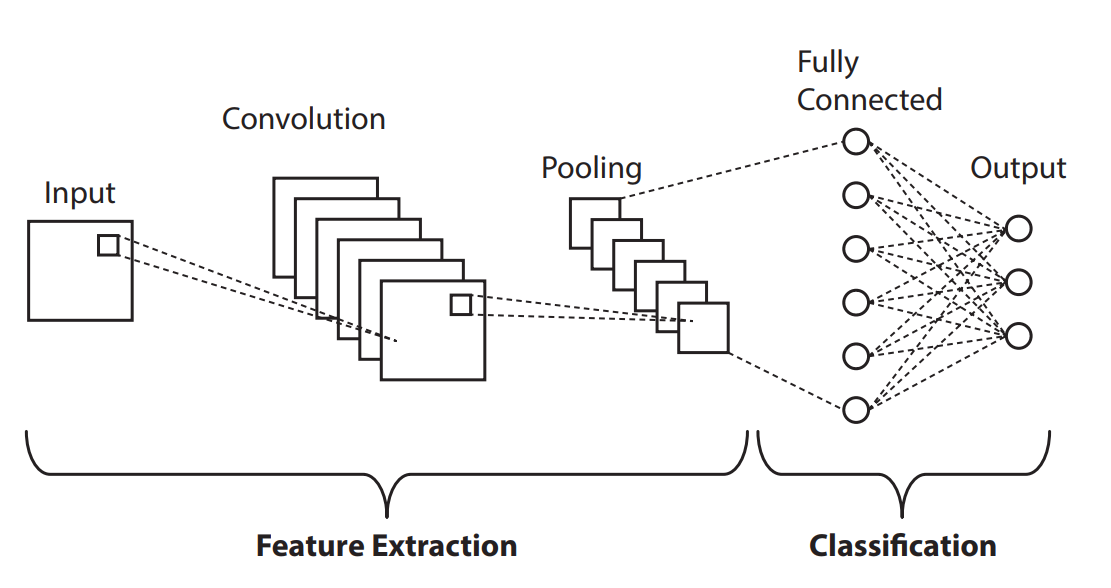 Input
Convolution
Pooling
Fully
Connected
Output
Feature Extraction
Classification